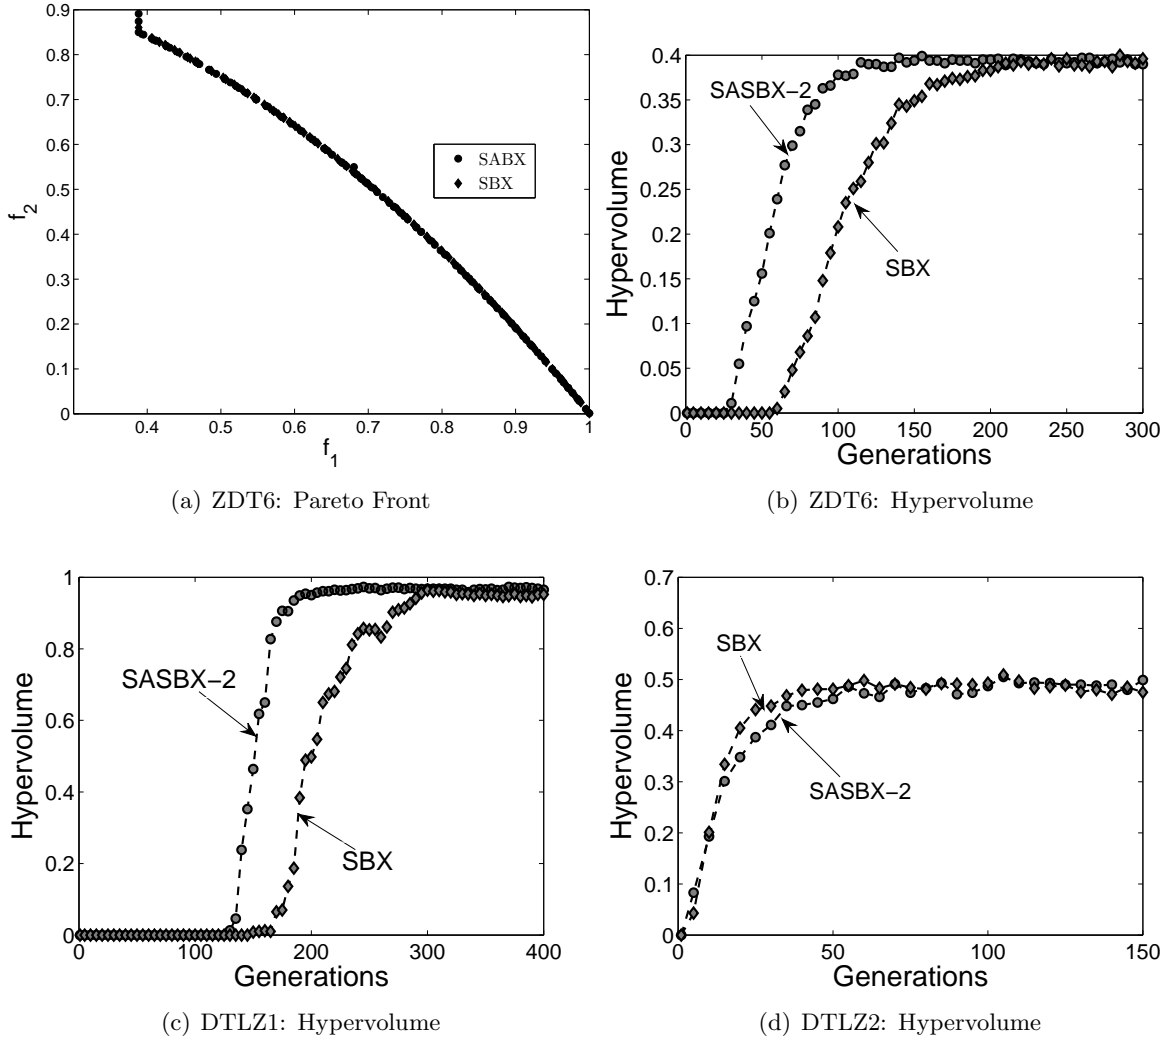 0.9
0.8
0.7
0.6
0.5
0.4
0.3
0.2
0.1
0
0.4 0.5 0.6 0.7 0.8 0.9 1
f2
f1
SABX
SBX
(a) ZDT6: Pareto Front
0.4
0.35
0.3
0.25
0.2
0.15
0.1
0.05
0
0 50 100 150 200 250 300
Hypervolume
Generations
SASBX-2
SBX
(b) ZDT6: Hypervolume
1
0.8
0.6
0.4
0.2
0
0 100 200 300 400
Hypervolume
Generations
SASBX-2
SBX
(c) DTLZ1: Hypervolume
0.7
0.6
0.5
0.4
0.3
0.2
0.1
0
0 50 100 150
Hypervolume
Generations
SBX
SASBX-2
(d) DTLZ2: Hypervolume